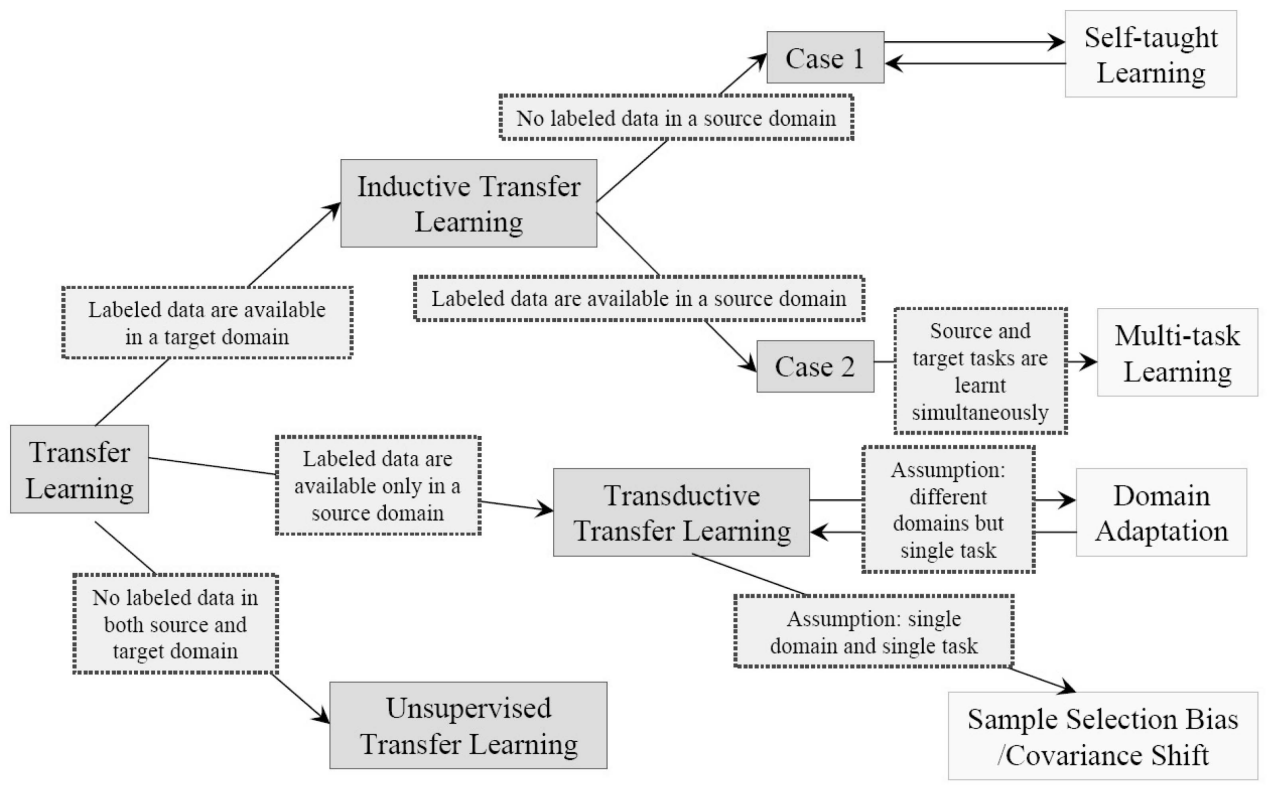 Case 1
Self-taught
Learning
No labeled data in a source domain
Inductive Transfer
Learning
Labeled data are available
in a target domain
Labeled data are available in a source domain
Case 2
Source and
target tasks are
learnt
simultaneously
Multi-task
Learning
Transfer
Learning
Labeled data are
available only in a
source domain
Transductive
Transfer Learning
Assumption:
different
domains but
single task
Domain
Adaptation
No labeled data in
both source and
target domain
Assumption: single
domain and single task
Unsupervised
Transfer Learning
Sample Selection Bias
/Covariance Shift